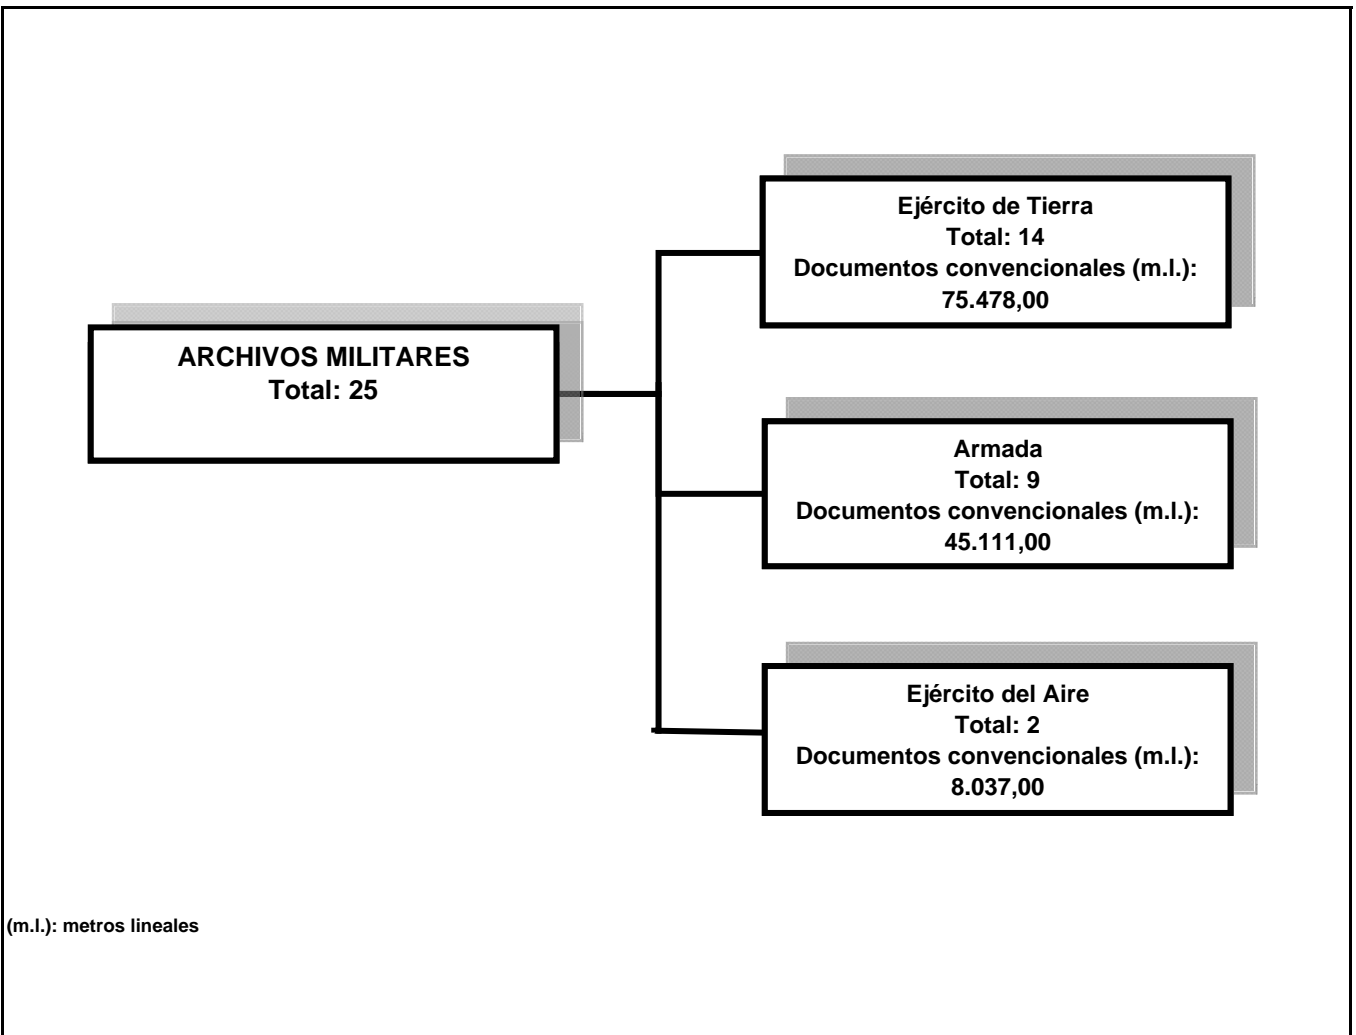 ARCHIVOS MILITARES
Total: 25
Ejército de Tierra
Total: 14
Documentos convencionales (m.l.):
75.478,00
Armada
Total: 9
Documentos convencionales (m.l.):
45.111,00
Ejército del Aire
Total: 2
Documentos convencionales (m.l.):
8.037,00
(m.l.): metros lineales